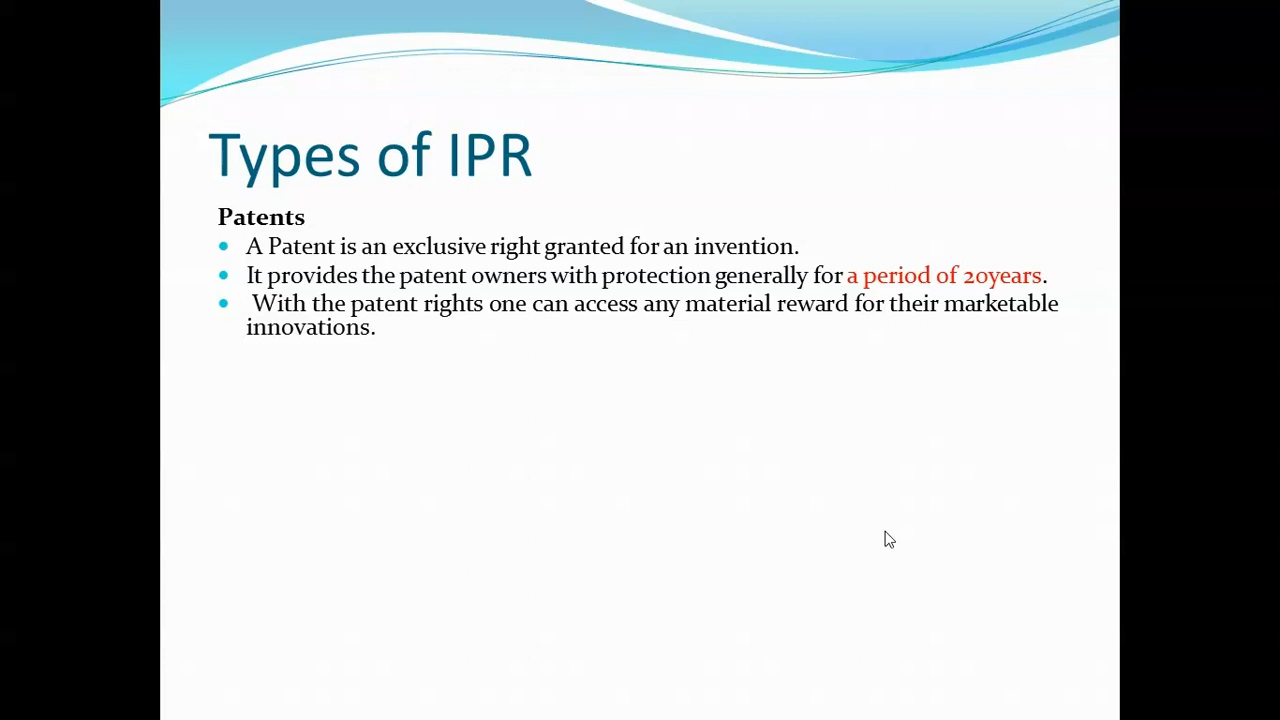 Types of IPR
Patents
• A Patent is an exclusive right granted for an invention.
• It provides the patent owners with protection generally for a period of 20years.
• With the patent rights one can access any material reward for their marketable
innovations.